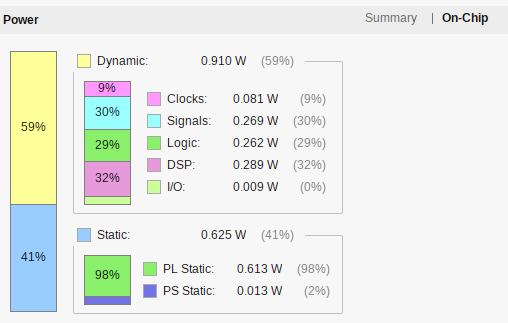 Power Summary | On-Chip
Dynamic: 0.910 W (59%)
59%
9%
30%
29%
32%
Clocks: 0.081 W (9%)
Signals: 0.269 W (30%)
Logic: 0.262 W (29%)
DSP: 0.289 W (32%)
I/O: 0.009 W (0%)
41%
Static: 0.625 W (41%)
98%
PL Static: 0.613 W (98%)
PS Static: 0.013 W (2%)